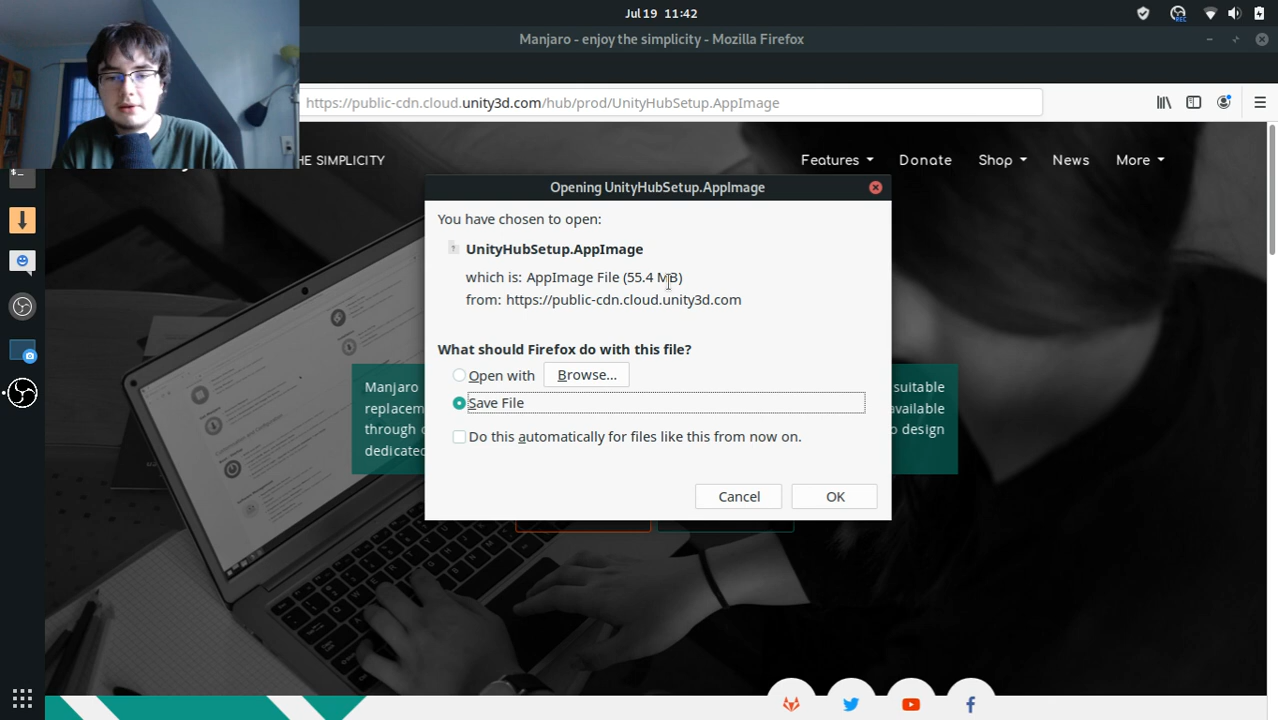 Jul 19 11:42
REC
Manjaro - enjoy the simplicity - Mozilla Firefox
https://public-cdn.cloud.unity3d.com/hub/prod/UnityHubSetup.AppImage
HE SIMPLICITY
Features
Donate
Shop
News
More
Opening UnityHubSetup.AppImage
You have chosen to open:
UnityHubSetup.AppImage
which is: AppImage File (55.4 MB)
from: https://public-cdn.cloud.unity3d.com
What should Firefox do with this file?
Open with
Browse...
Save File
Do this automatically for files like this from now on.
Cancel
OK
Manjaro
suitable
replacem
available
through
o design
dedicated